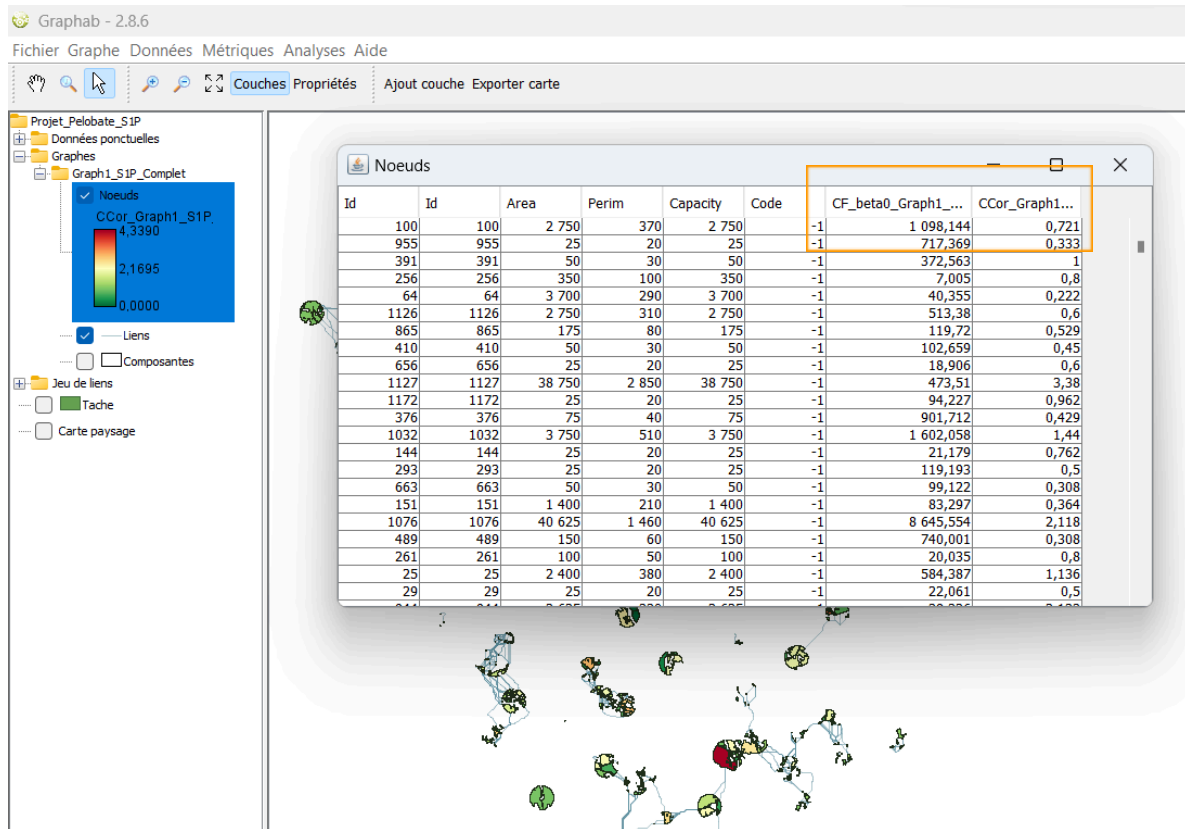 Graphab - 2.8.6
Fichier Graphe Données Métriques Analyses Aide
Couches Propriétés Ajout couche Exporter carte
Projet_Pelobate_S1P
Données ponctuelles
Graphes
Graph1_S1P_Complet
Noeuds
CCor_Graph1_S1P.
4,3390
2,1695
0,0000
Liens
Composantes
Jeu de liens
Tache
Carte paysage
Noeuds
Id Id Area Perim Capacity Code CF_beta0_Graph1_... CCor_Graph1...
100 100 2 750 370 2 750 -1 1 098,144 0,721
955 955 25 20 25 -1 717,369 0,333
391 391 50 30 50 -1 372,563 1
256 256 350 100 350 -1 7,005 0,8
64 64 3 700 290 3 700 -1 40,355 0,222
1126 1126 2 750 310 2 750 -1 513,38 0,6
865 865 175 80 175 -1 119,72 0,529
410 410 50 30 50 -1 102,659 0,45
656 656 25 20 25 -1 18,906 0,6
1127 1127 38 750 2 850 38 750 -1 473,51 3,38
1172 1172 25 20 25 -1 94,227 0,962
376 376 75 40 75 -1 901,712 0,429
1032 1032 3 750 510 3 750 -1 1 602,058 1,44
144 144 25 20 25 -1 21,179 0,762
293 293 25 20 25 -1 119,193 0,5
663 663 50 30 50 -1 99,122 0,308
151 151 1 400 210 1 400 -1 83,297 0,364
1076 1076 40 625 1 460 40 625 -1 8 645,554 2,118
489 489 150 60 150 -1 740,001 0,308
261 261 100 50 100 -1 20,035 0,8
25 25 2 400 380 2 400 -1 584,387 1,136
29 29 25 20 25 -1 22,061 0,5